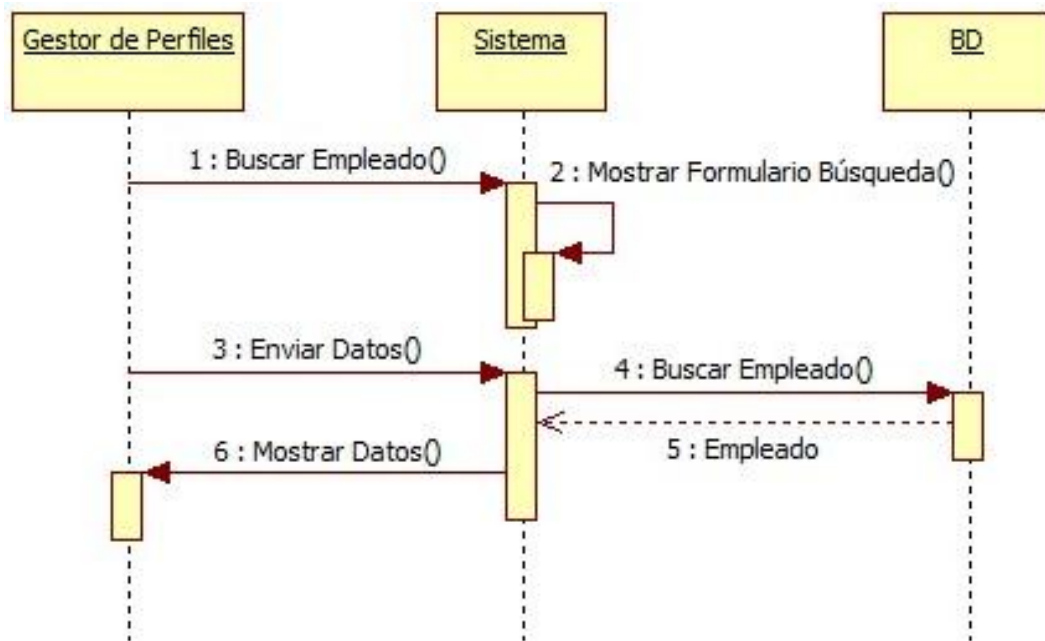 Gestor de Perfiles
Sistema
BD
1 : Buscar Empleado()
2 : Mostrar Formulario Búsqueda()
3 : Enviar Datos()
4 : Buscar Empleado()
5 : Empleado
6 : Mostrar Datos()